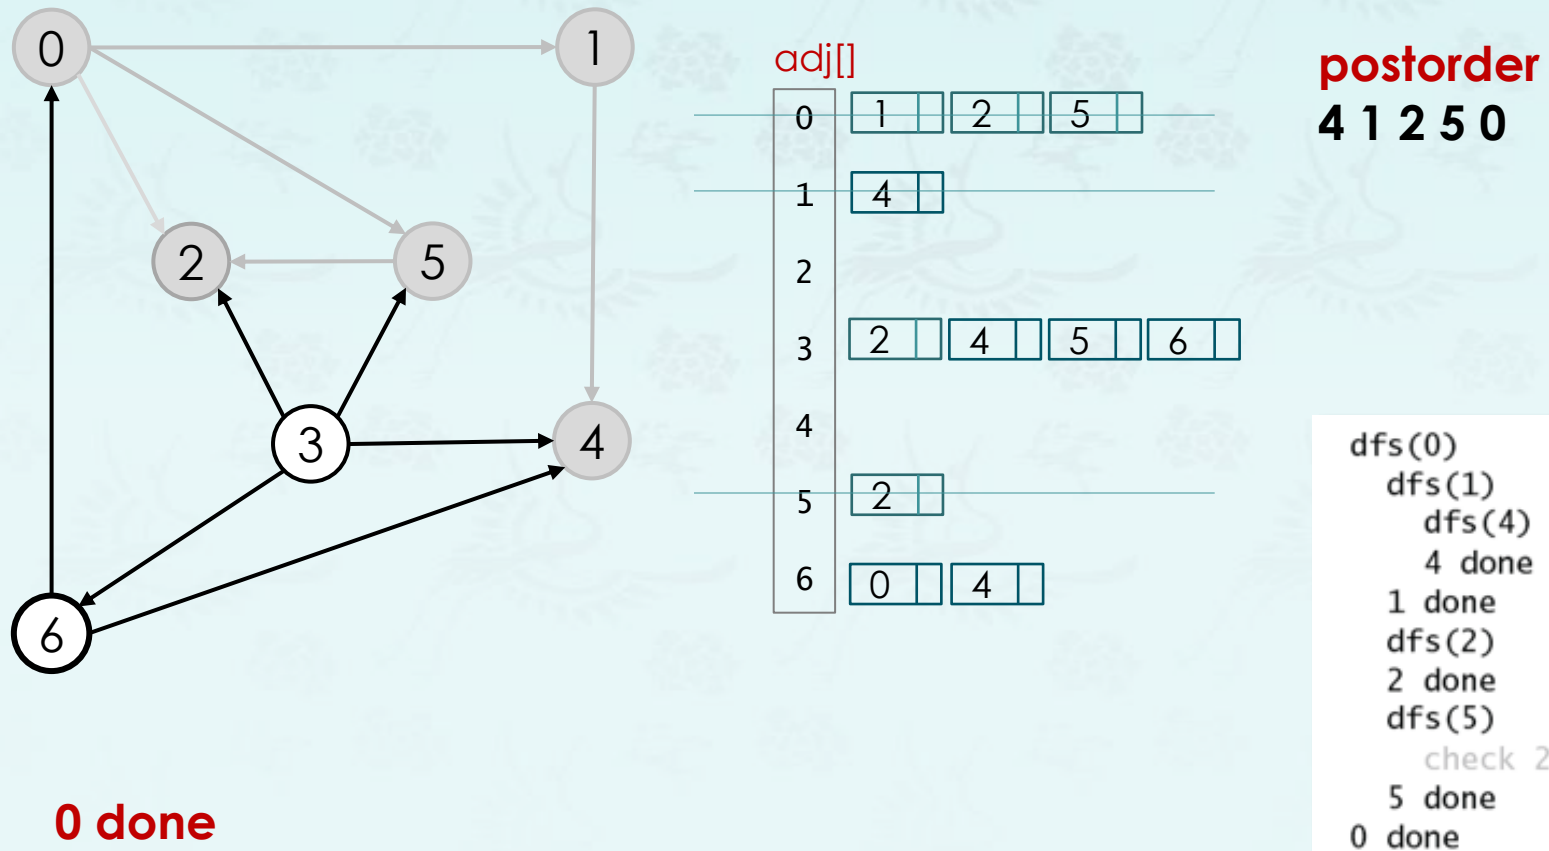 0
1
2
5
3
4
6
0 done
adj[]
0 1 2 5
1 4
2
3 2 4 5 6
4
5 2
6 0 4
postorder
4 1 2 5 0
dfs(0)
dfs(1)
dfs(4)
4 done
1 done
dfs(2)
2 done
dfs(5)
check 2
5 done
0 done